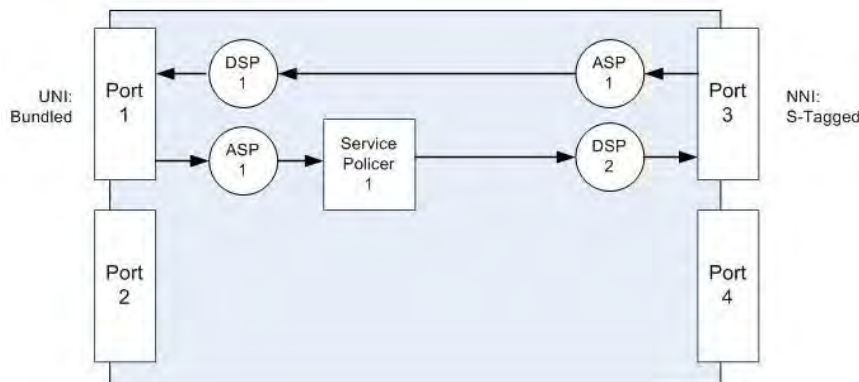 UNI:
Bundled
Port
1
DSP
1
ASP
1
Port
3
NNI:
S-Tagged
ASP
1
Service
Policer
1
DSP
2
Port
2
Port
4